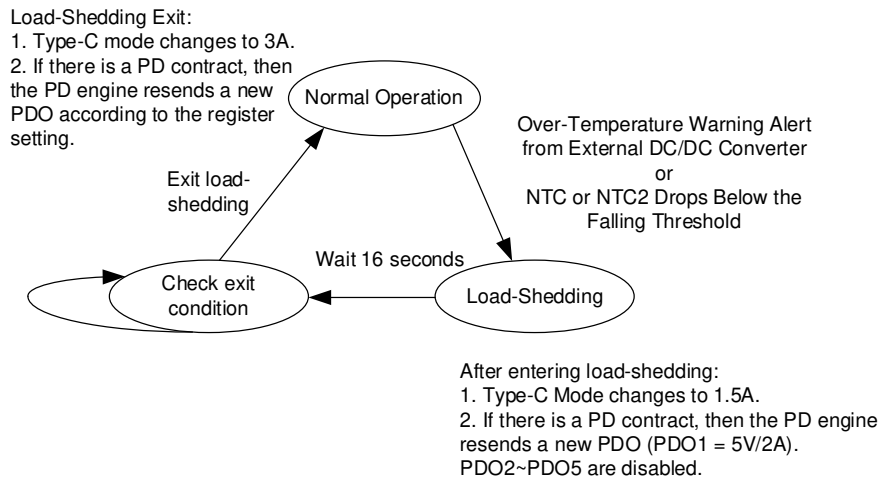 Load-Shedding Exit:
1. Type-C mode changes to 3A.
2. If there is a PD contract, then
the PD engine resends a new
PDO according to the register
setting.
Normal Operation
Over-Temperature Warning Alert
from External DC/DC Converter
or
NTC or NTC2 Drops Below the
Falling Threshold
Exit load-
shedding
Wait 16 seconds
Check exit
condition
Load-Shedding
After entering load-shedding:
1. Type-C Mode changes to 1.5A.
2. If there is a PD contract, then the PD engine
resends a new PDO (PDO1 = 5V/2A).
PDO2~PDO5 are disabled.